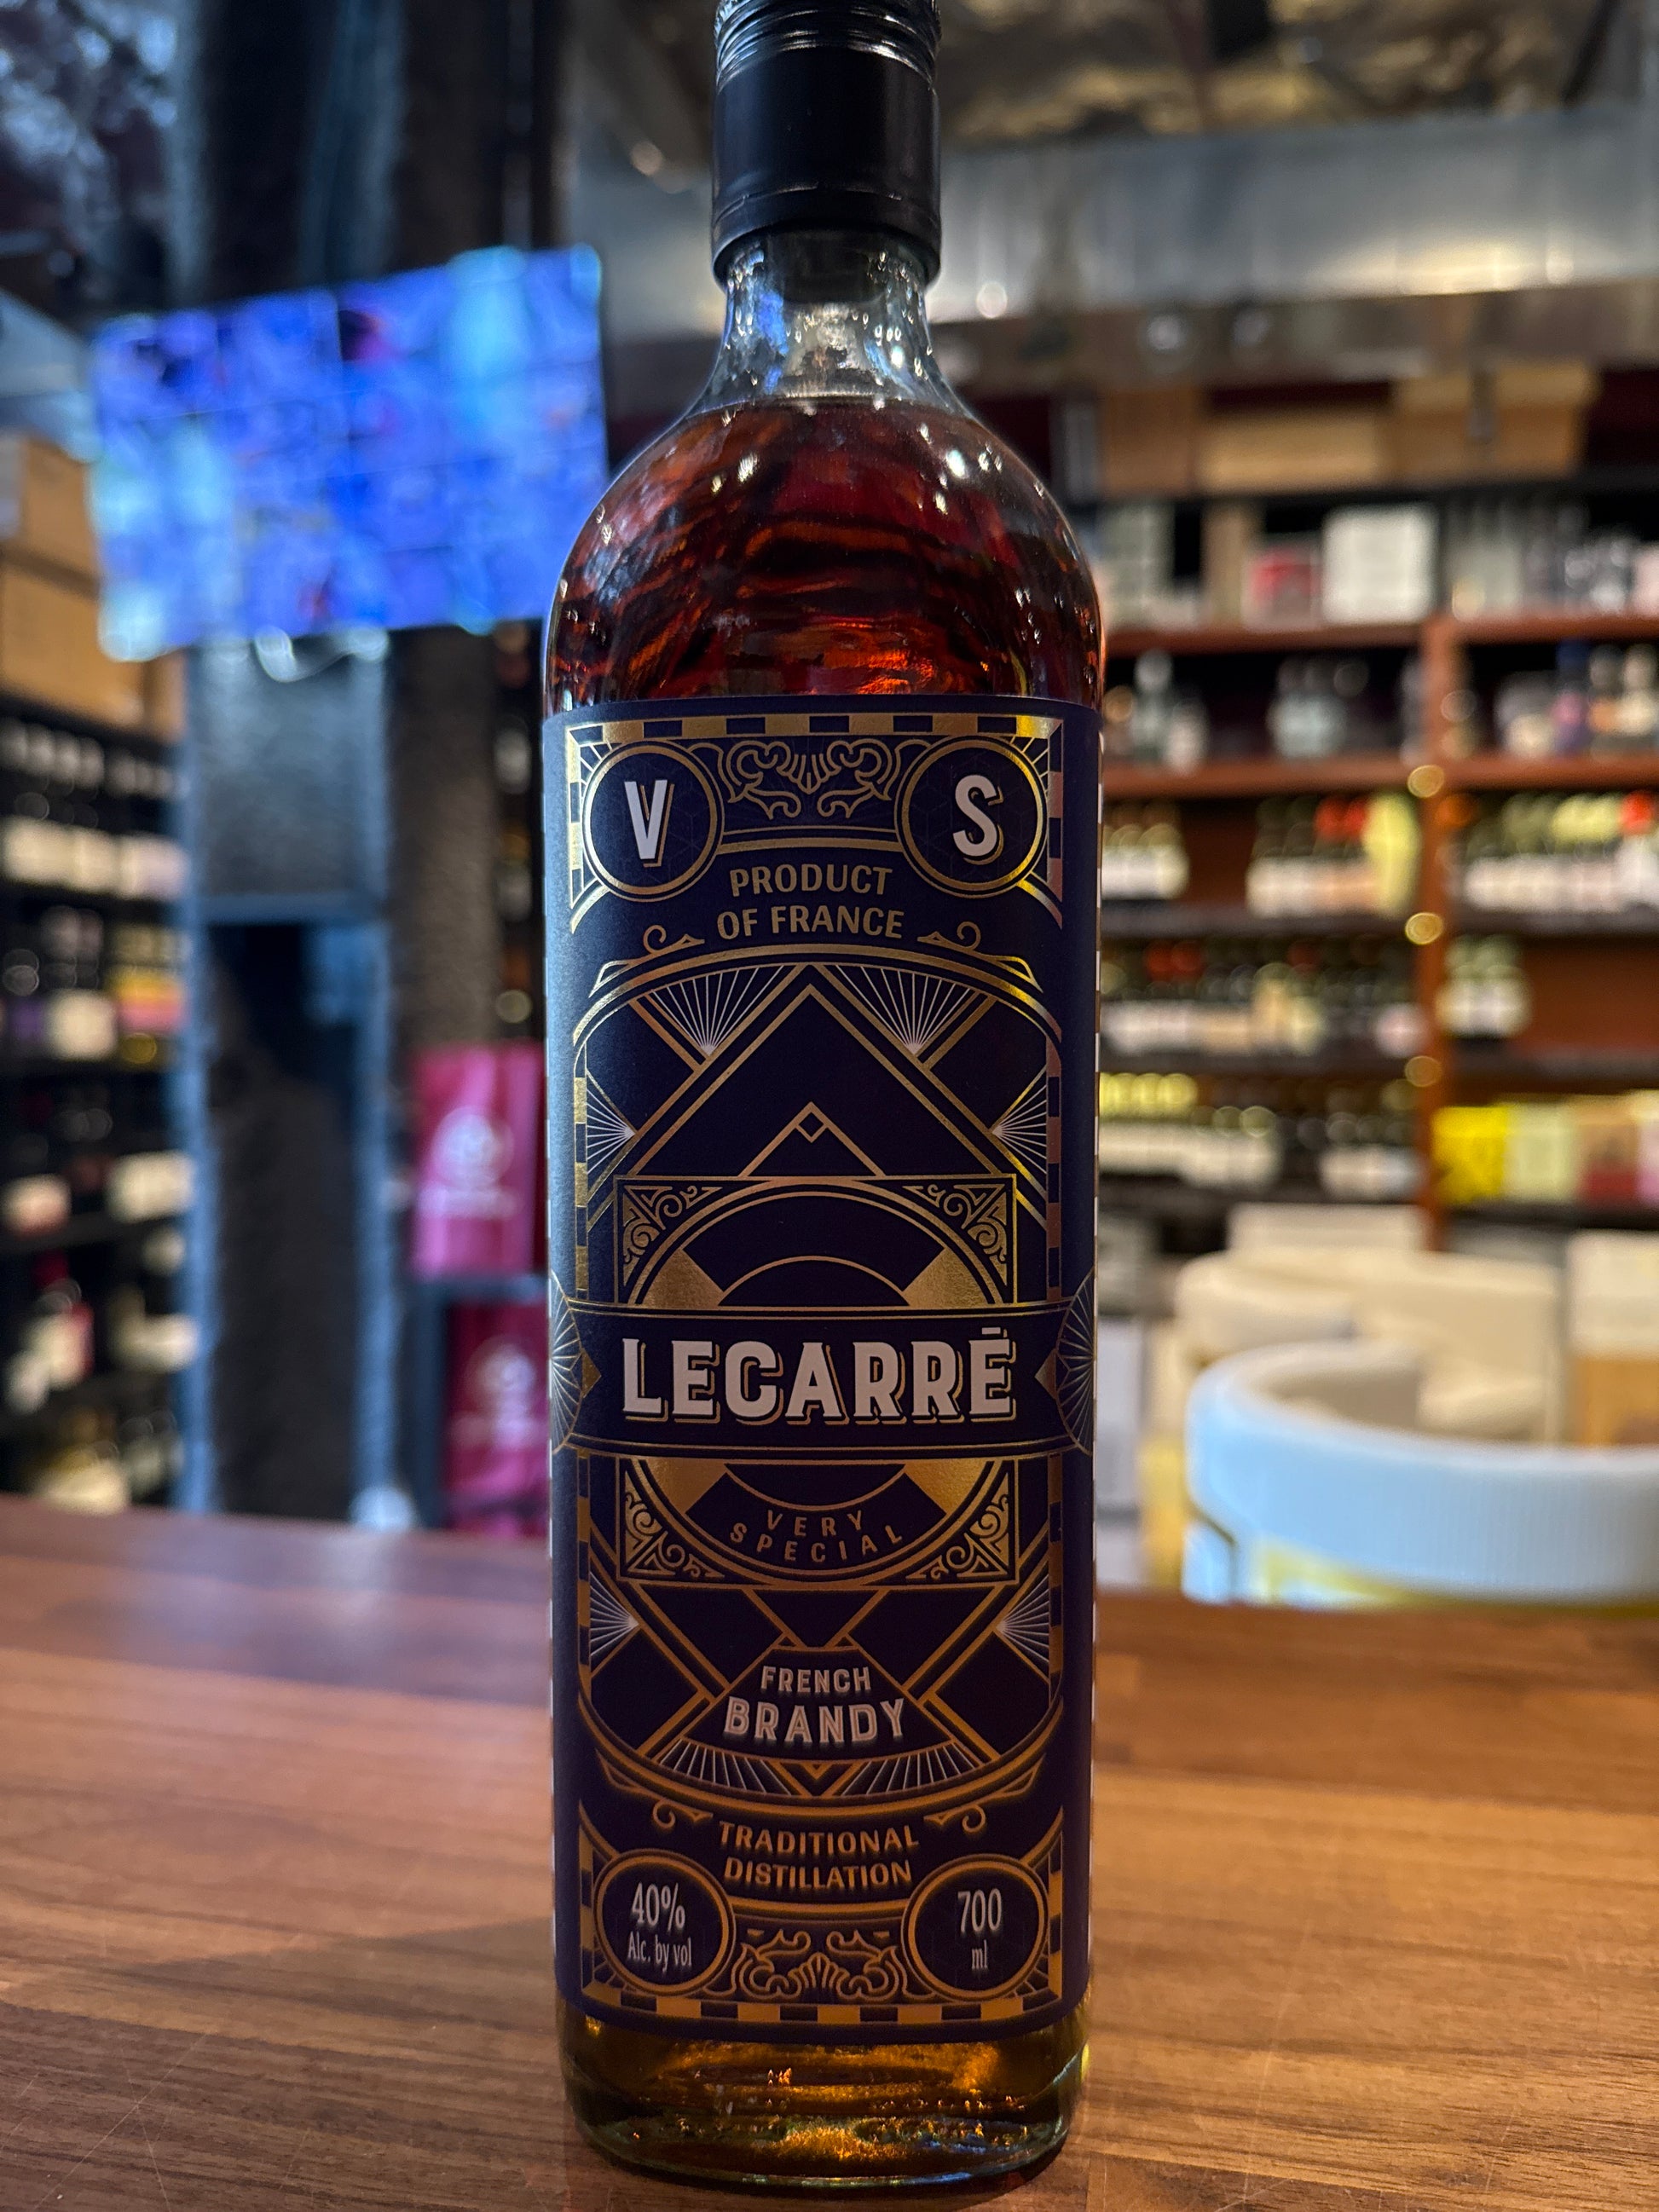 V S
PRODUCT
OF FRANCE
LECARRÉ
VERY
SPECIAL
FRENCH
BRANDY
TRADITIONAL
DISTILLATION
40%
Alc. by vol
700
ml